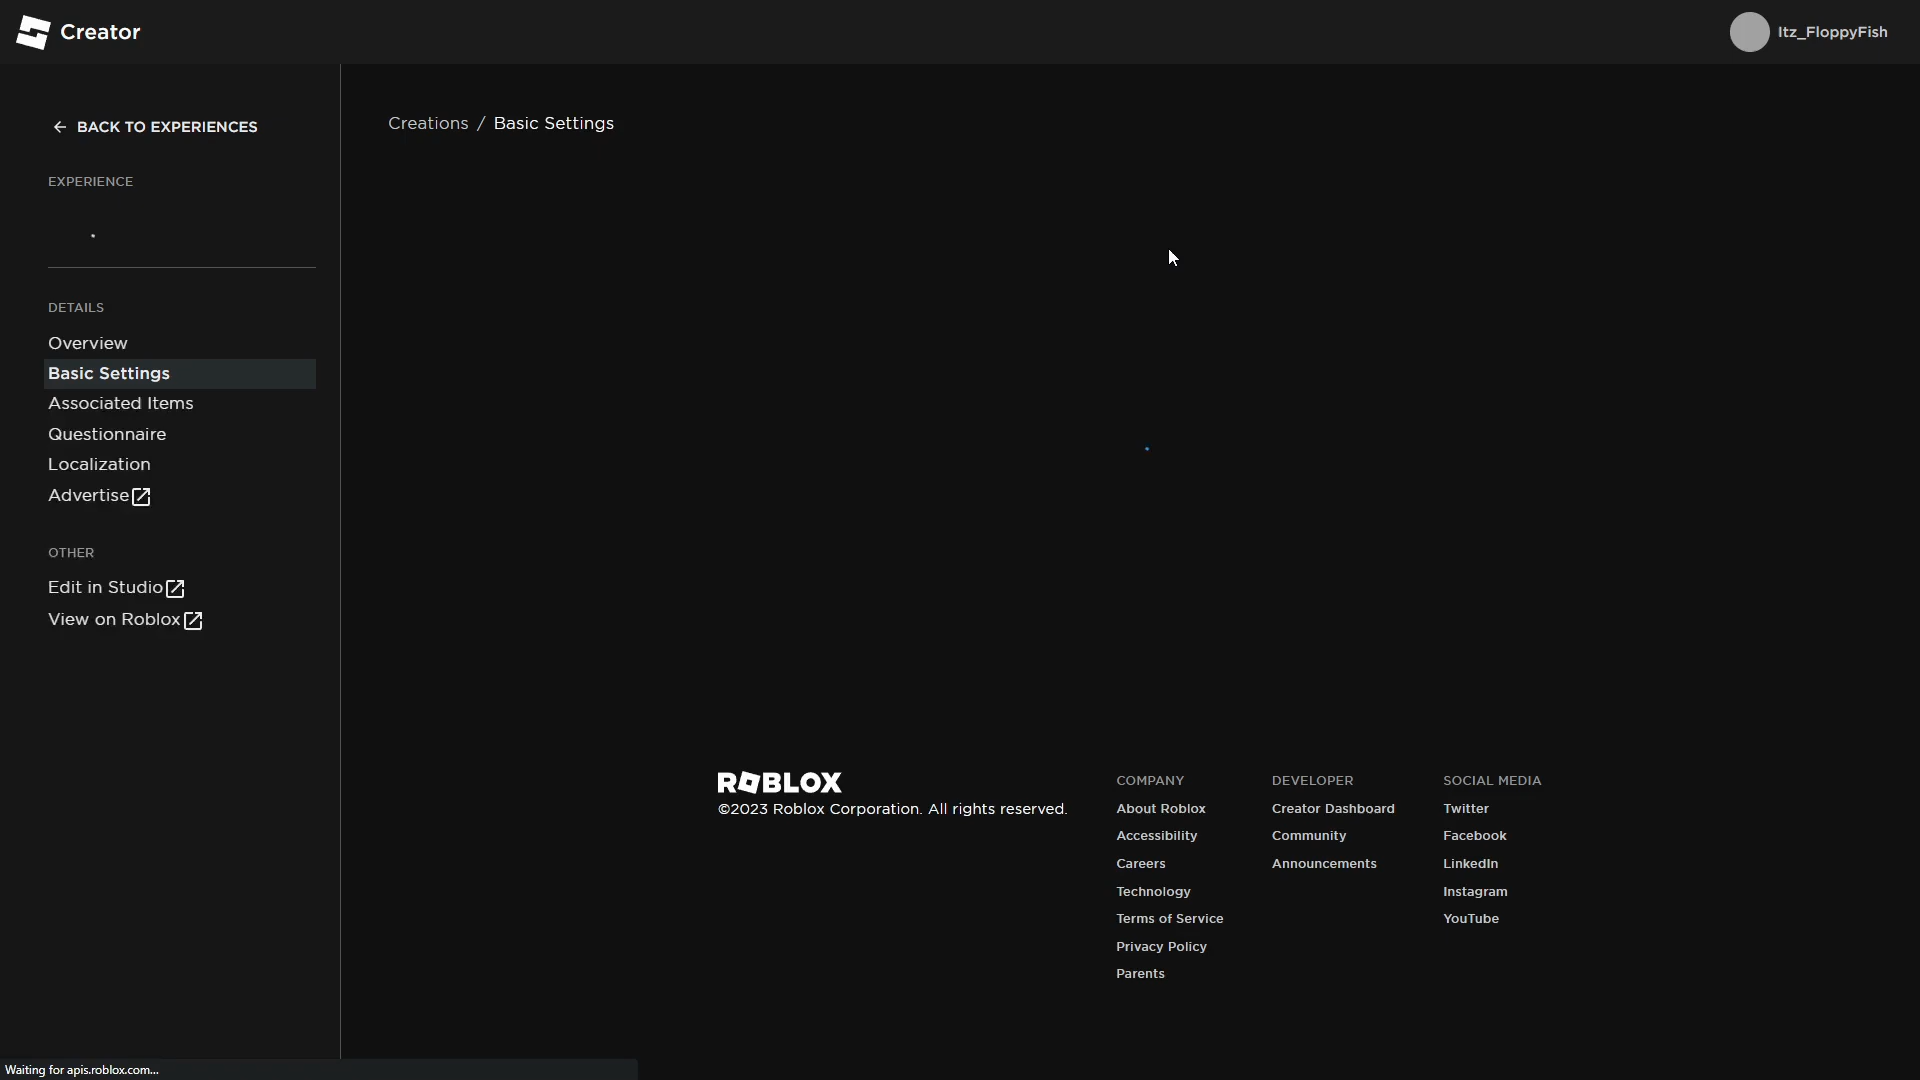 Creator
Itz_FloppyFish
BACK TO EXPERIENCES
EXPERIENCE
DETAILS
Overview
Basic Settings
Associated Items
Questionnaire
Localization
Advertise
OTHER
Edit in Studio
View on Roblox
Creations / Basic Settings
ROBLOX
©2023 Roblox Corporation. All rights reserved.
COMPANY
About Roblox
Accessibility
Careers
Technology
Terms of Service
Privacy Policy
Parents
DEVELOPER
Creator Dashboard
Community
Announcements
SOCIAL MEDIA
Twitter
Facebook
LinkedIn
Instagram
YouTube
Waiting for apis.roblox.com...